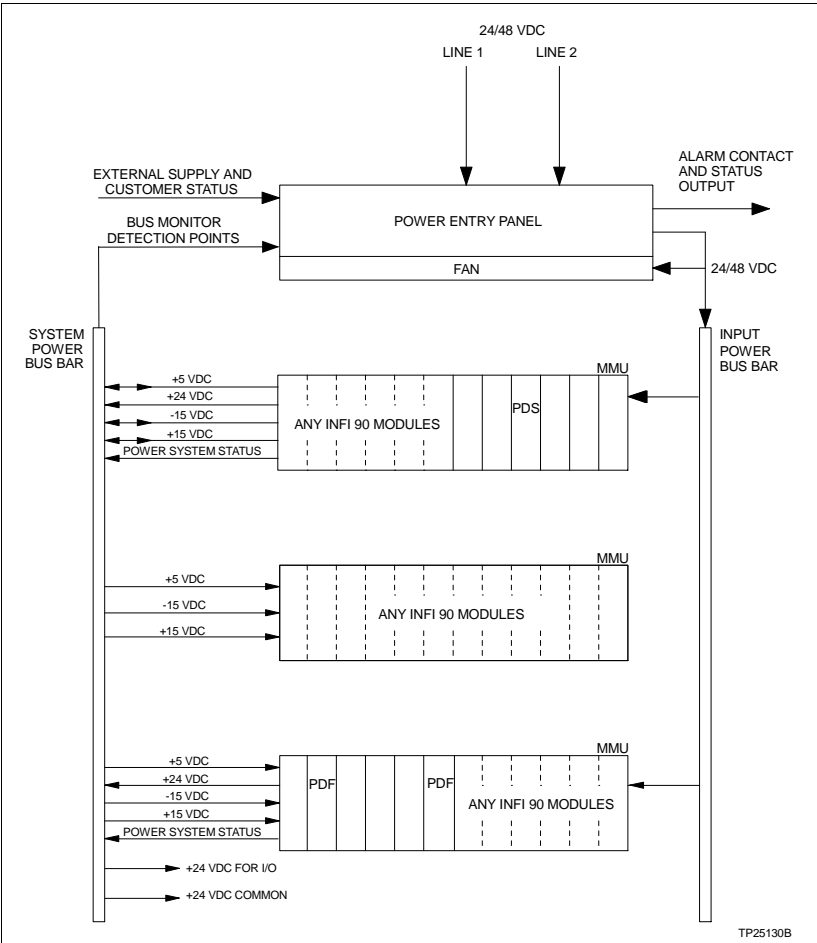 24/48 VDC
LINE 1
LINE 2
EXTERNAL SUPPLY AND
CUSTOMER STATUS
ALARM CONTACT
AND STATUS
OUTPUT
BUS MONITOR
DETECTION POINTS
POWER ENTRY PANEL
FAN
24/48 VDC
SYSTEM
POWER
BUS BAR
INPUT
POWER
BUS BAR
MMU
+5 VDC
+24 VDC
-15 VDC
+15 VDC
POWER SYSTEM STATUS
ANY INFI 90 MODULES
PDS
MMU
+5 VDC
-15 VDC
+15 VDC
ANY INFI 90 MODULES
MMU
+5 VDC
+24 VDC
-15 VDC
+15 VDC
POWER SYSTEM STATUS
PDF
PDF
ANY INFI 90 MODULES
+24 VDC FOR I/O
+24 VDC COMMON
TP25130B